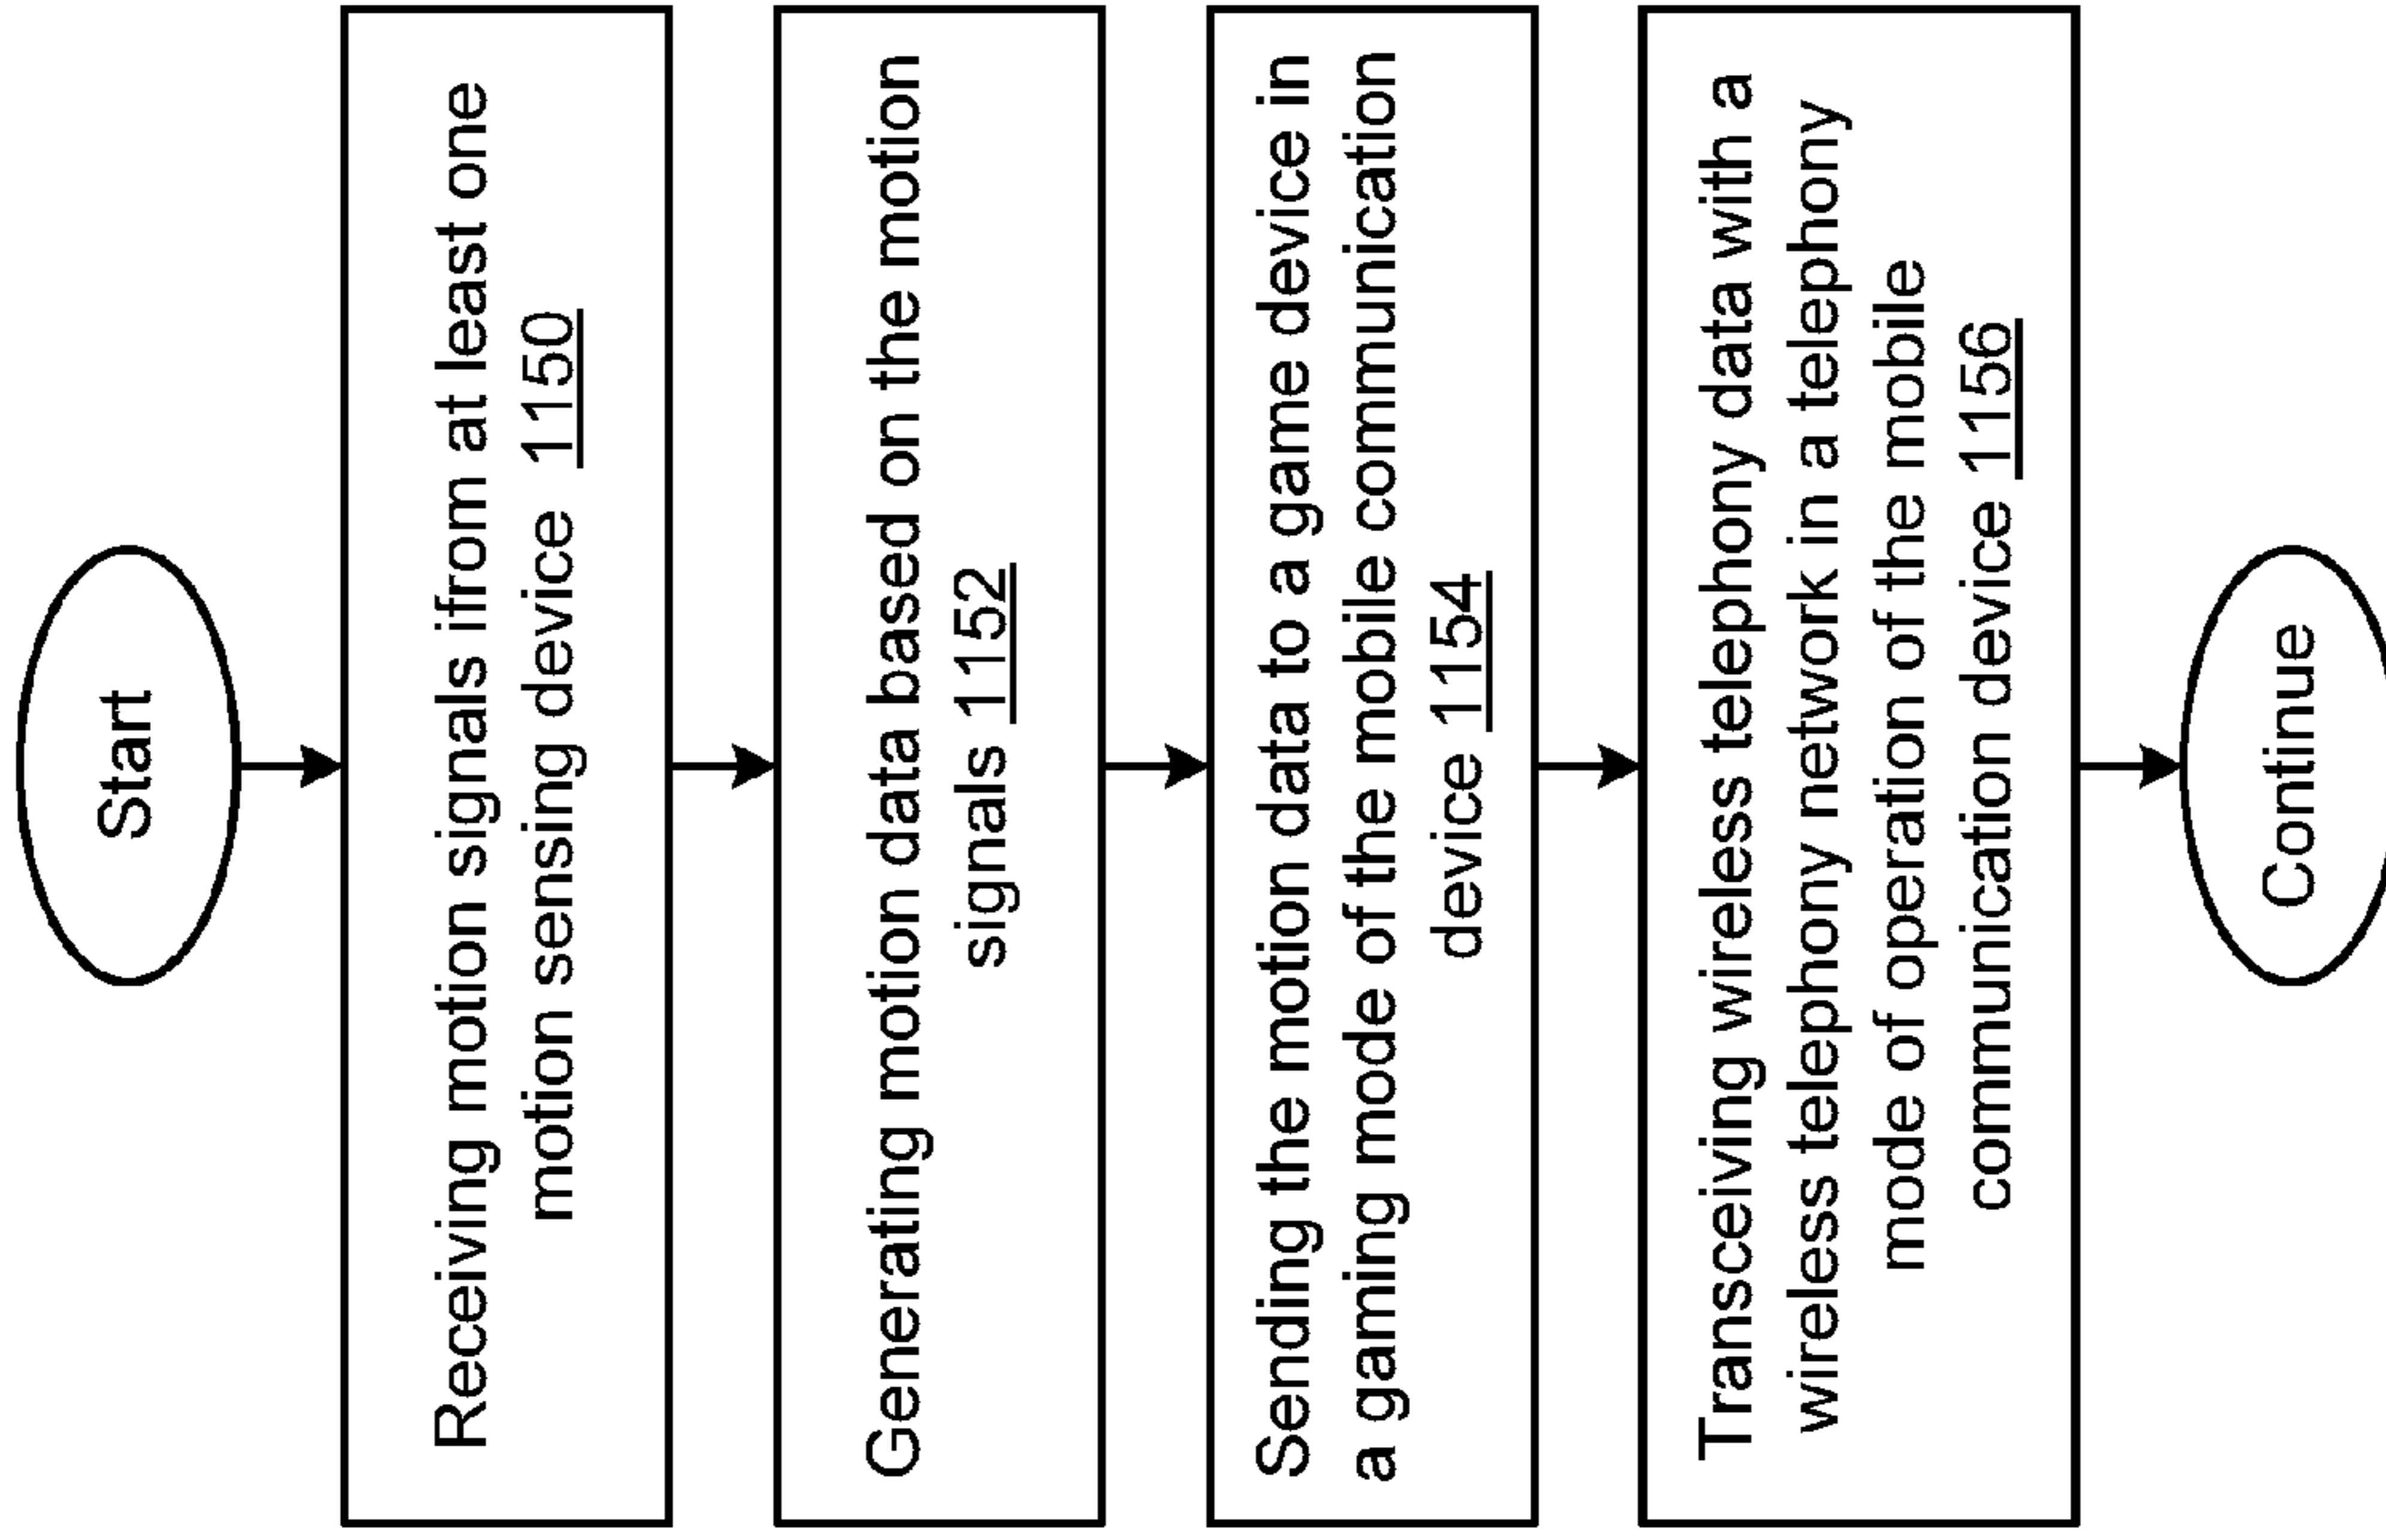 Start
Receiving motion signals ifrom at least one
motion sensing device 1150
Generating motion data based on the motion
signals 1152
Sending the motion data to a game device in
a gaming mode of the mobile communication
device 1154
Transceiving wireless telephony data with a
wireless telephony network in a telephony
mode of operation of the mobile
communication device 1156
Continue